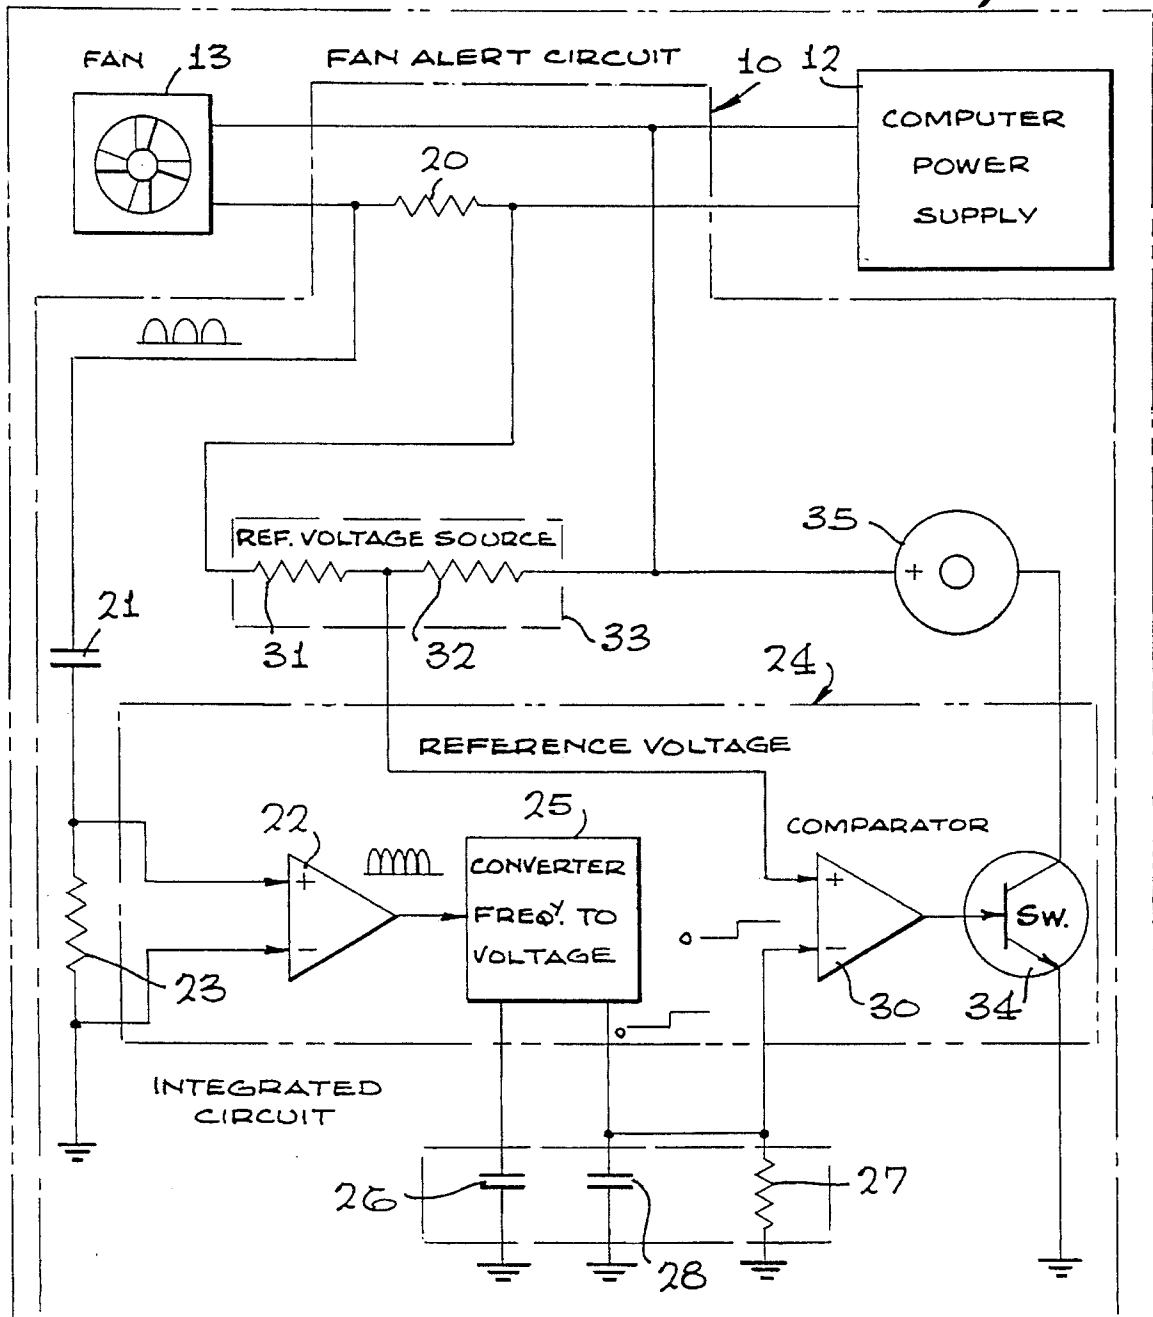 FAN 13 FAN ALERT CIRCUIT 10 12
COMPUTER
POWER
SUPPLY
20
35
REF. VOLTAGE SOURCE
21
31 32 33
24
REFERENCE VOLTAGE
22 25
COMPARATOR
CONVERTER
FREQY. TO
VOLTAGE
+ - + - +
SW.
23 30 34
INTEGRATED
CIRCUIT
26 28 27